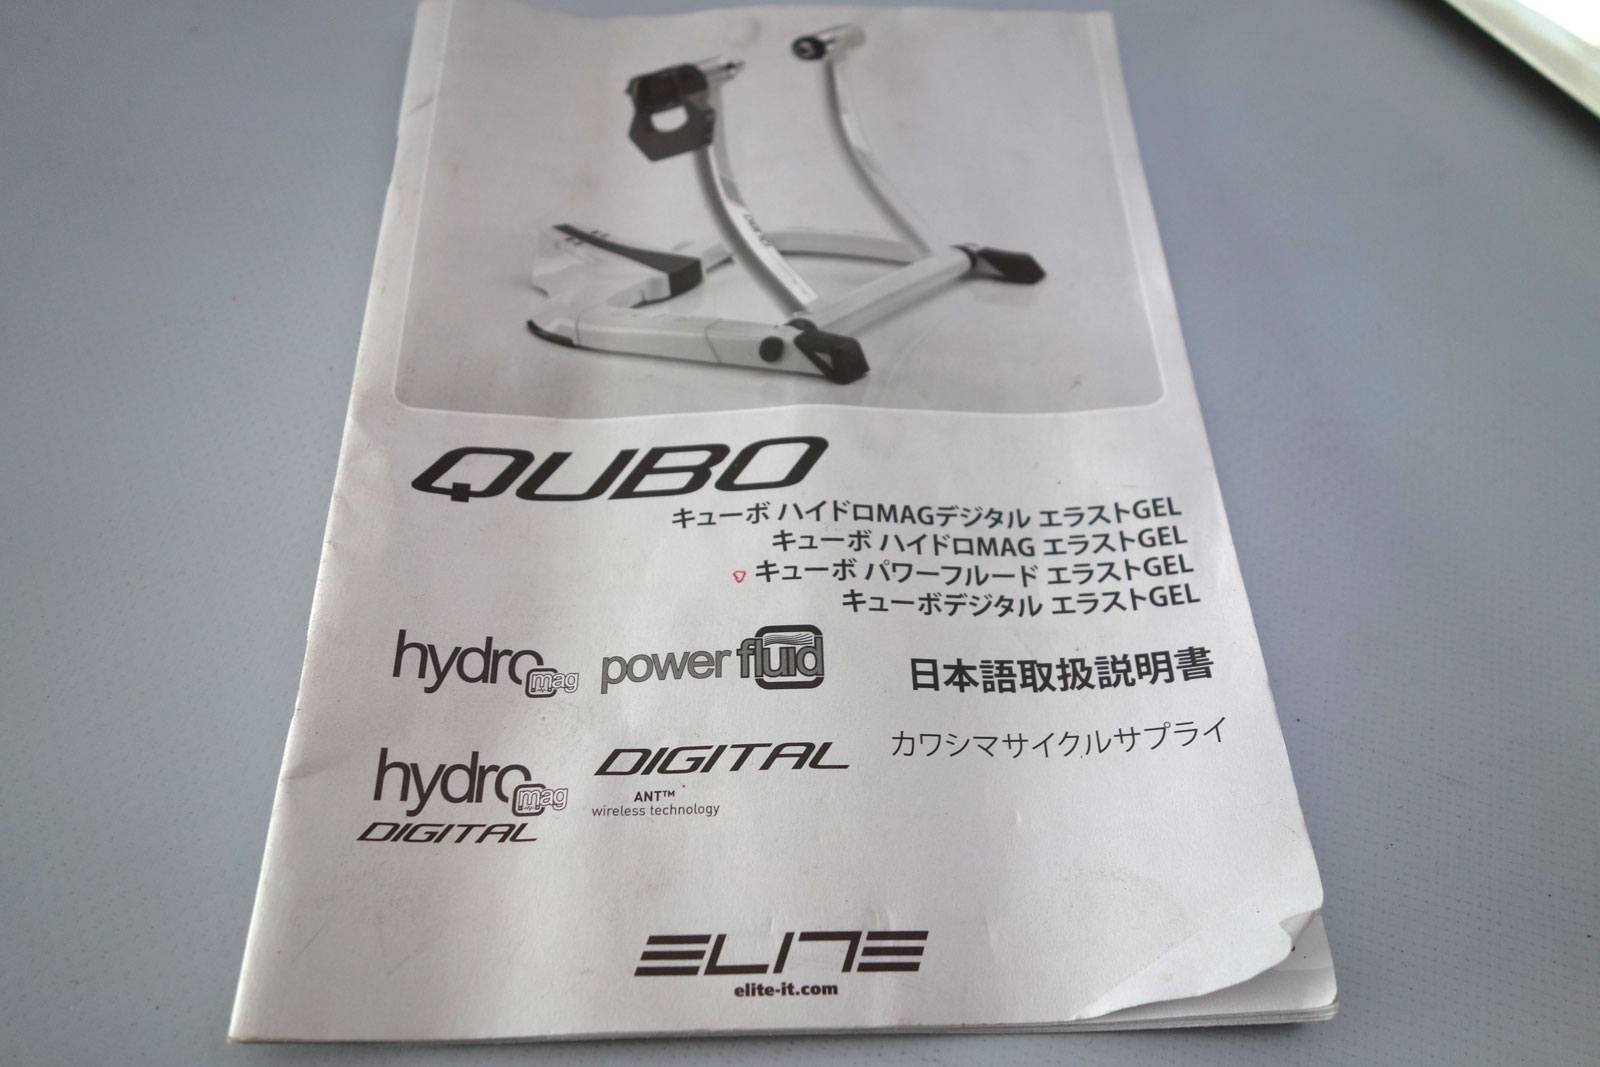 QUBO
QUBO
キューボ ハイドロMAGデジタル エラストGEL
キューボ ハイドロMAG エラストGEL
キューボ パワーフルード エラストGEL
キューボデジタル エラストGEL
hydro mag
power fluid
日本語取扱説明書
カワシマサイクルサプライ
hydro mag
DIGITAL
DIGITAL
ANT™
wireless technology
ELITE
elite-it.com